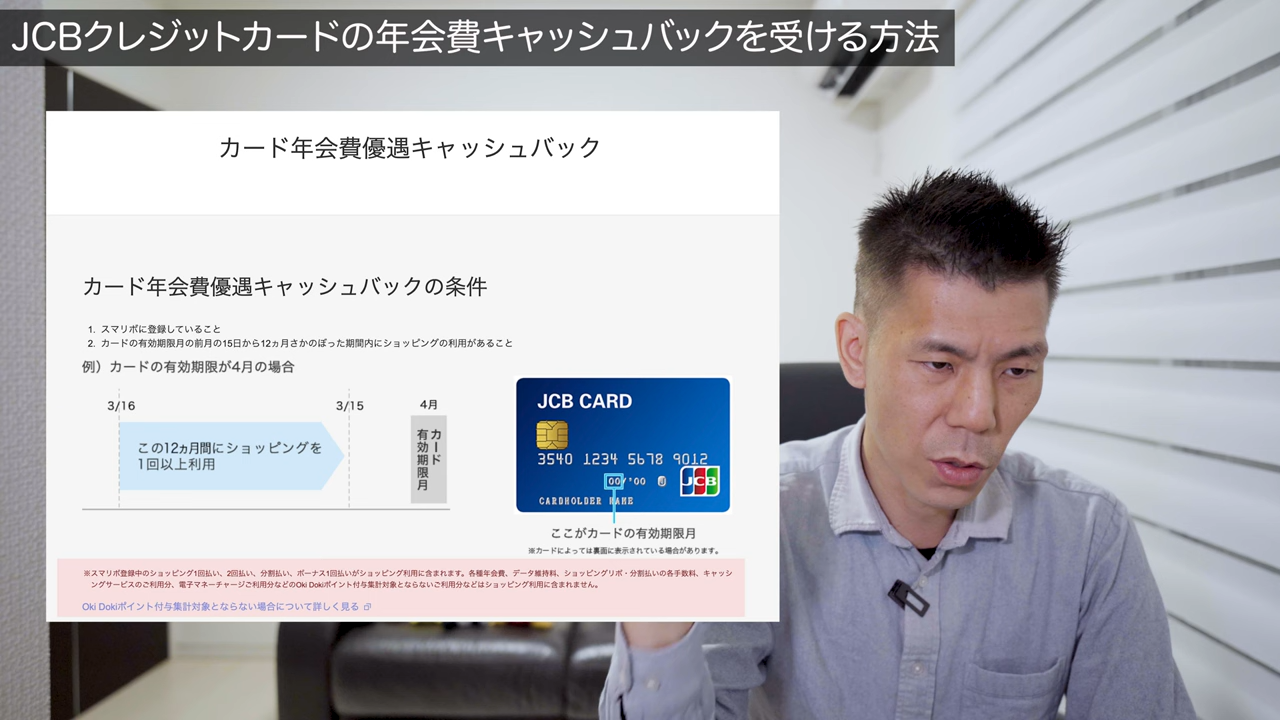 JCBクレジットカードの年会費キャッシュバックを受ける方法
カード年会費優遇キャッシュバック
カード年会費優遇キャッシュバックの条件
1. スマリボに登録していること
2. カードの有効期限月の前月の15日から12ヵ月さかのぼった期間内にショッピングの利用があること
例）カードの有効期限が4月の場合
3/16
3/15
4月
この12ヵ月間にショッピングを
1回以上利用
カード
有効期限月
JCB CARD
3540 1234 5678 9012
00/'00
JCB
CARDHOLDER NAME
ここがカードの有効期限月
※カードによっては裏面に表示されている場合があります。
※スマリボ登録中のショッピング1回払い、2回払い、分割払い、ボーナス1回払いがショッピング利用に含まれます。各種年会費、データ維持料、ショッピングリボ・分割払いの各手数料、キャッシ
ングサービスのご利用分、電子マネーチャージご利用分などのOki Dokiポイント付与集計対象とならないご利用分などはショッピング利用に含まれません。
Oki Dokiポイント付与集計対象とならない場合について詳しく見る